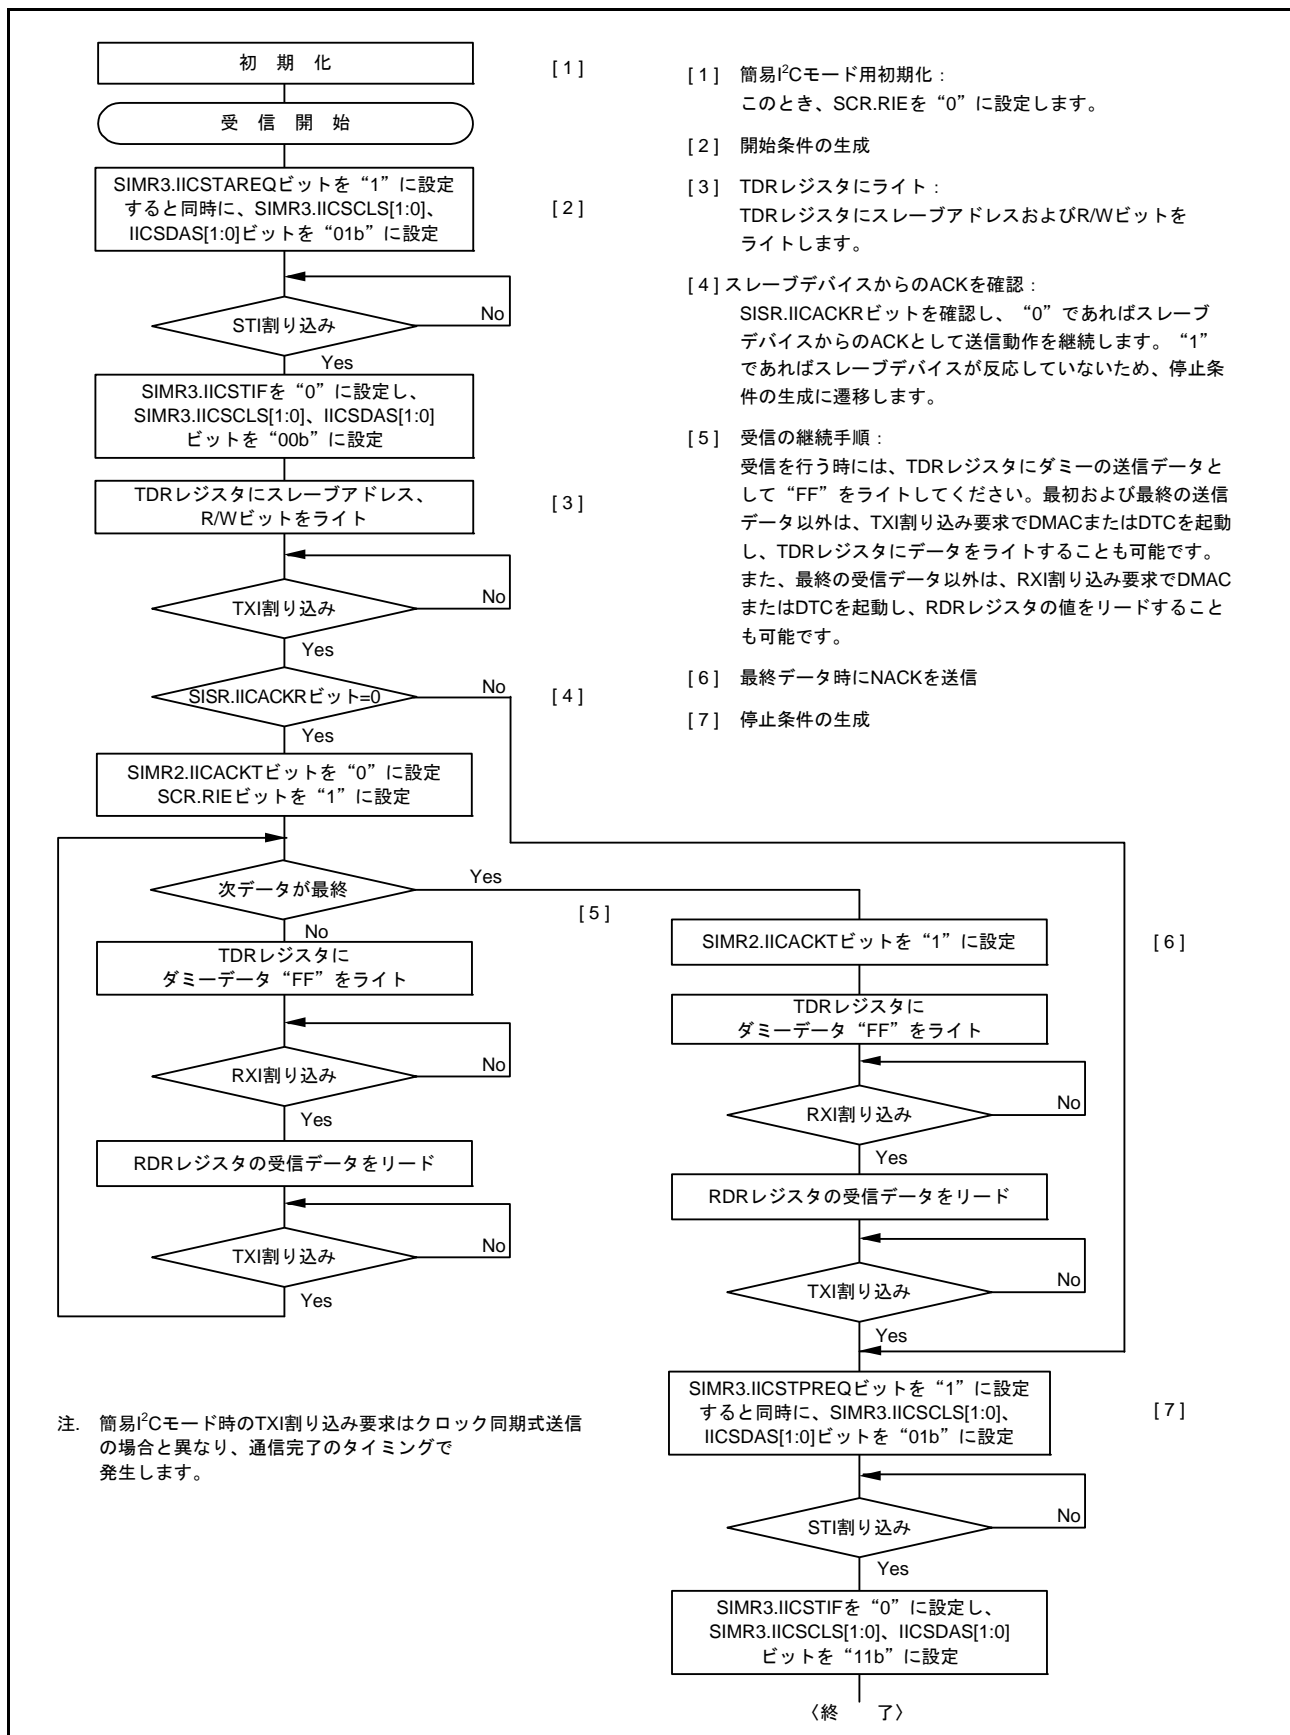 初 期 化
[ 1 ]
受 信 開 始
SIMR3.IICSTAREQビットを“1”に設定
すると同時に、SIMR3.IICSCLS[1:0]、
IICSDAS[1:0]ビットを“01b”に設定
[ 2 ]
STI割り込み
No
Yes
SIMR3.IICSTIFを“0”に設定し、
SIMR3.IICSCLS[1:0]、IICSDAS[1:0]
ビットを“00b”に設定
TDRレジスタにスレーブアドレス、
R/Wビットをライト
[ 3 ]
TXI割り込み
No
Yes
SISR.IICACKRビット=0
No
[ 4 ]
Yes
SIMR2.IICACKTビットを“0”に設定
SCR.RIEビットを“1”に設定
次データが最終
Yes
[ 5 ]
No
TDRレジスタに
ダミーデータ“FF”をライト
RXI割り込み
No
Yes
RDRレジスタの受信データをリード
TXI割り込み
No
Yes
[ 1 ] 簡易I²Cモード用初期化：
このとき、SCR.RIEを“0”に設定します。
[ 2 ] 開始条件の生成
[ 3 ] TDRレジスタにライト：
TDRレジスタにスレーブアドレスおよびR/Wビットを
ライトします。
[ 4 ] スレーブデバイスからのACKを確認：
SISR.IICACKRビットを確認し、“0”であればスレーブ
デバイスからのACKとして送信動作を継続します。“1”
であればスレーブデバイスが反応していないため、停止条
件の生成に遷移します。
[ 5 ] 受信の継続手順：
受信を行う時には、TDRレジスタにダミーの送信データと
して“FF”をライトしてください。最初および最終の送信
データ以外は、TXI割り込み要求でDMACまたはDTCを起動
し、TDRレジスタにデータをライトすることも可能です。
また、最終の受信データ以外は、RXI割り込み要求でDMAC
またはDTCを起動し、RDRレジスタの値をリードすること
も可能です。
[ 6 ] 最終データ時にNACKを送信
[ 7 ] 停止条件の生成
SIMR2.IICACKTビットを“1”に設定
[ 6 ]
TDRレジスタに
ダミーデータ“FF”をライト
RXI割り込み
No
Yes
RDRレジスタの受信データをリード
TXI割り込み
No
Yes
SIMR3.IICSTPREQビットを“1”に設定
すると同時に、SIMR3.IICSCLS[1:0]、
IICSDAS[1:0]ビットを“01b”に設定
[ 7 ]
STI割り込み
No
Yes
SIMR3.IICSTIFを“0”に設定し、
SIMR3.IICSCLS[1:0]、IICSDAS[1:0]
ビットを“11b”に設定
〈終 了〉
注. 簡易I²Cモード時のTXI割り込み要求はクロック同期式送信
の場合と異なり、通信完了のタイミングで
発生します。